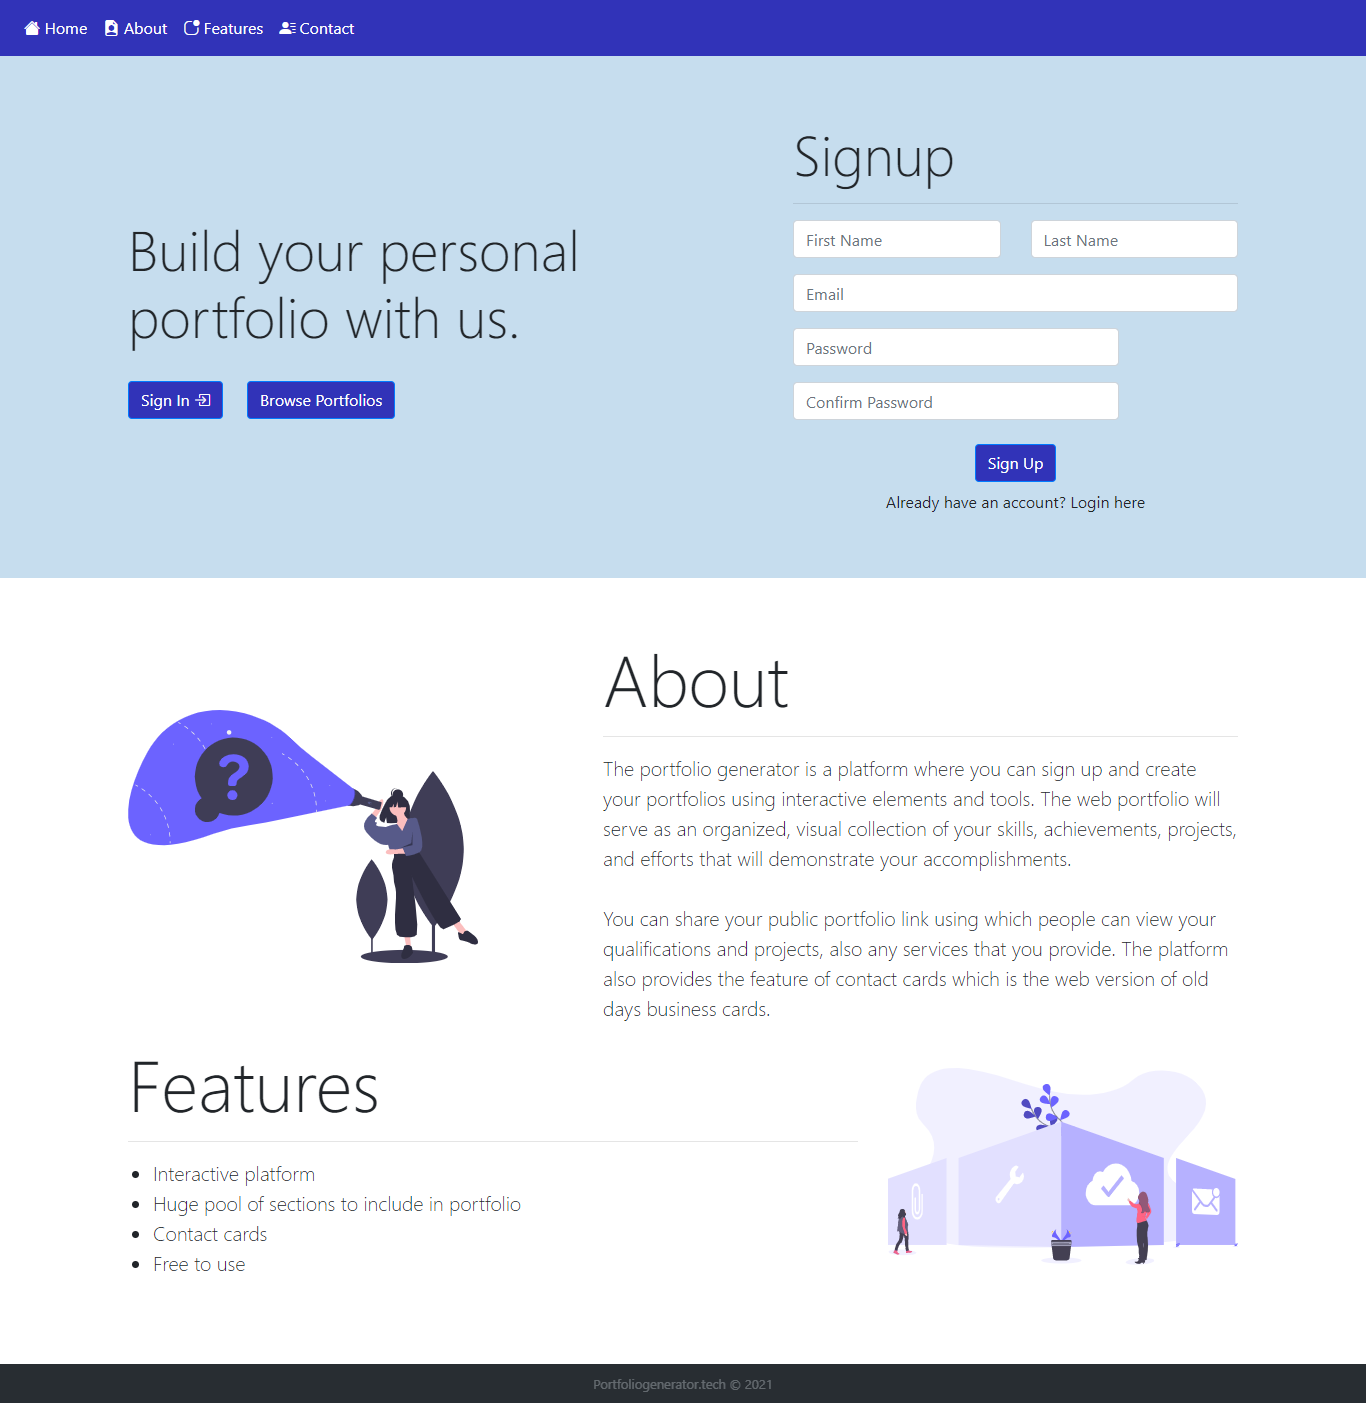 Home About Features Contact
Build your personal
portfolio with us.
Sign In
Browse Portfolios
Signup
First Name
Last Name
Email
Password
Confirm Password
Sign Up
Already have an account? Login here
About
The portfolio generator is a platform where you can sign up and create
your portfolios using interactive elements and tools. The web portfolio will
serve as an organized, visual collection of your skills, achievements, projects,
and efforts that will demonstrate your accomplishments.
You can share your public portfolio link using which people can view your
qualifications and projects, also any services that you provide. The platform
also provides the feature of contact cards which is the web version of old
days business cards.
?
Features
Interactive platform
Huge pool of sections to include in portfolio
Contact cards
Free to use
Portfoliogenerator.tech © 2021